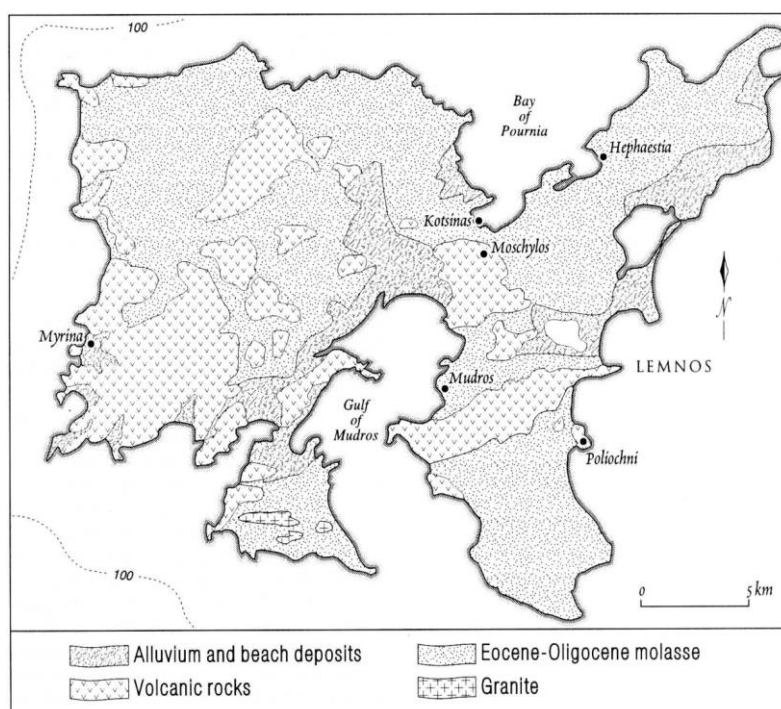 100
Bay
of
Pournia
Hephaestia
Kotsinas
Moschylos
N
Myrina
LEMNOS
Mudros
Gulf
of
Mudros
Poliochni
100
0 5 km
Alluvium and beach deposits
Eocene-Oligocene molasse
Volcanic rocks
Granite